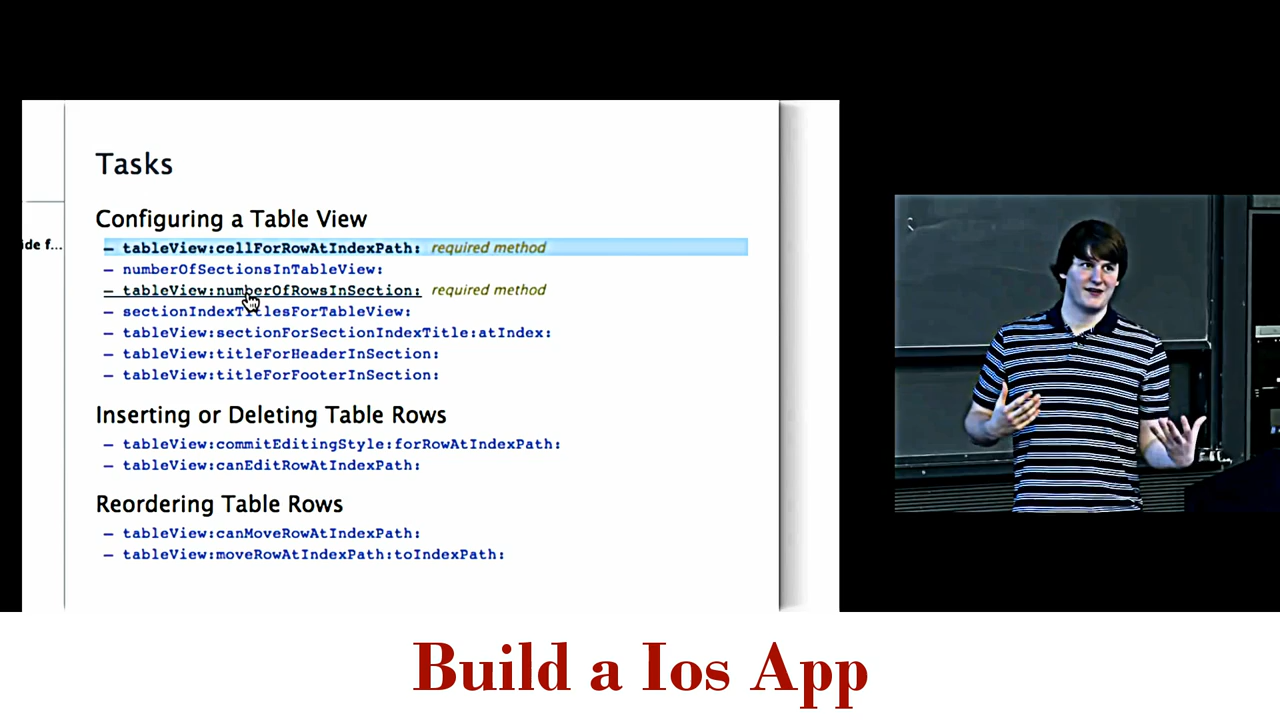 Tasks
ide f...
Configuring a Table View
– tableView:cellForRowAtIndexPath: required method
– numberOfSectionsInTableView:
– tableView:numberOfRowsInSection: required method
– sectionIndexTitlesForTableView:
– tableView:sectionForSectionIndexTitle:atIndex:
– tableView:titleForHeaderInSection:
– tableView:titleForFooterInSection:
Inserting or Deleting Table Rows
– tableView:commitEditingStyle:forRowAtIndexPath:
– tableView:canEditRowAtIndexPath:
Reordering Table Rows
– tableView:canMoveRowAtIndexPath:
– tableView:moveRowAtIndexPath:toIndexPath:
Build a Ios App